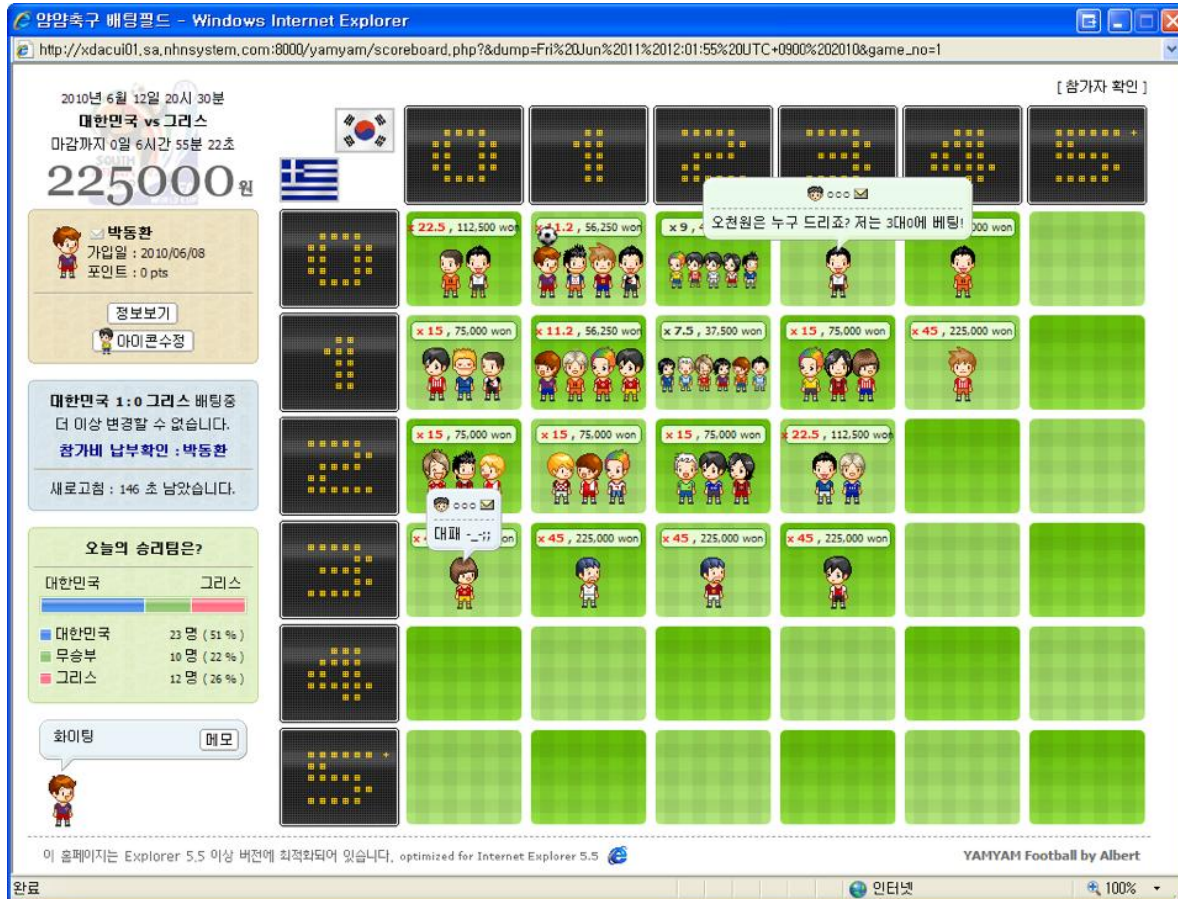 얌얌축구 배팅필드 - Windows Internet Explorer
http://xdacui01.sa.nhnsystem.com:8000/yamyam/scoreboard.php?&dump=Fri%20Jun%2011%2012:01:55%20UTC+0900%202010&game_no=1
[ 참가자 확인 ]
2010년 6월 12일 20시 30분
대한민국 vs 그리스
마감까지 0일 6시간 55분 22초
225000 원
0 1 2 3 4 5+
오천원은 누구 드리죠? 저는 3대0에 베팅!
박동환
가입일 : 2010/06/08
포인트 : 0 pts
정보보기
아이콘수정
0
x 22.5 , 112,500 won
x 11.2 , 56,250 won
x 9 , 4
won
won
1
x 15 , 75,000 won
x 11.2 , 56,250 won
x 7.5 , 37,500 won
x 15 , 75,000 won
x 45 , 225,000 won
대한민국 1:0 그리스 배팅중
더 이상 변경할 수 없습니다.
참가비 납부확인 : 박동환
새로고침 : 146 초 남았습니다.
2
x 15 , 75,000 won
x 15 , 75,000 won
x 15 , 75,000 won
x 22.5 , 112,500 won
대패 -_-;;
오늘의 승리팀은?
대한민국 그리스
대한민국 23 명 ( 51 % )
무승부 10 명 ( 22 % )
그리스 12 명 ( 26 % )
3
x 4 on
x 45 , 225,000 won
x 45 , 225,000 won
x 45 , 225,000 won
4
화이팅
메모
5+
이 홈페이지는 Explorer 5.5 이상 버전에 최적화되어 있습니다. optimized for Internet Explorer 5.5
YAMYAM Football by Albert
완료
인터넷
100%